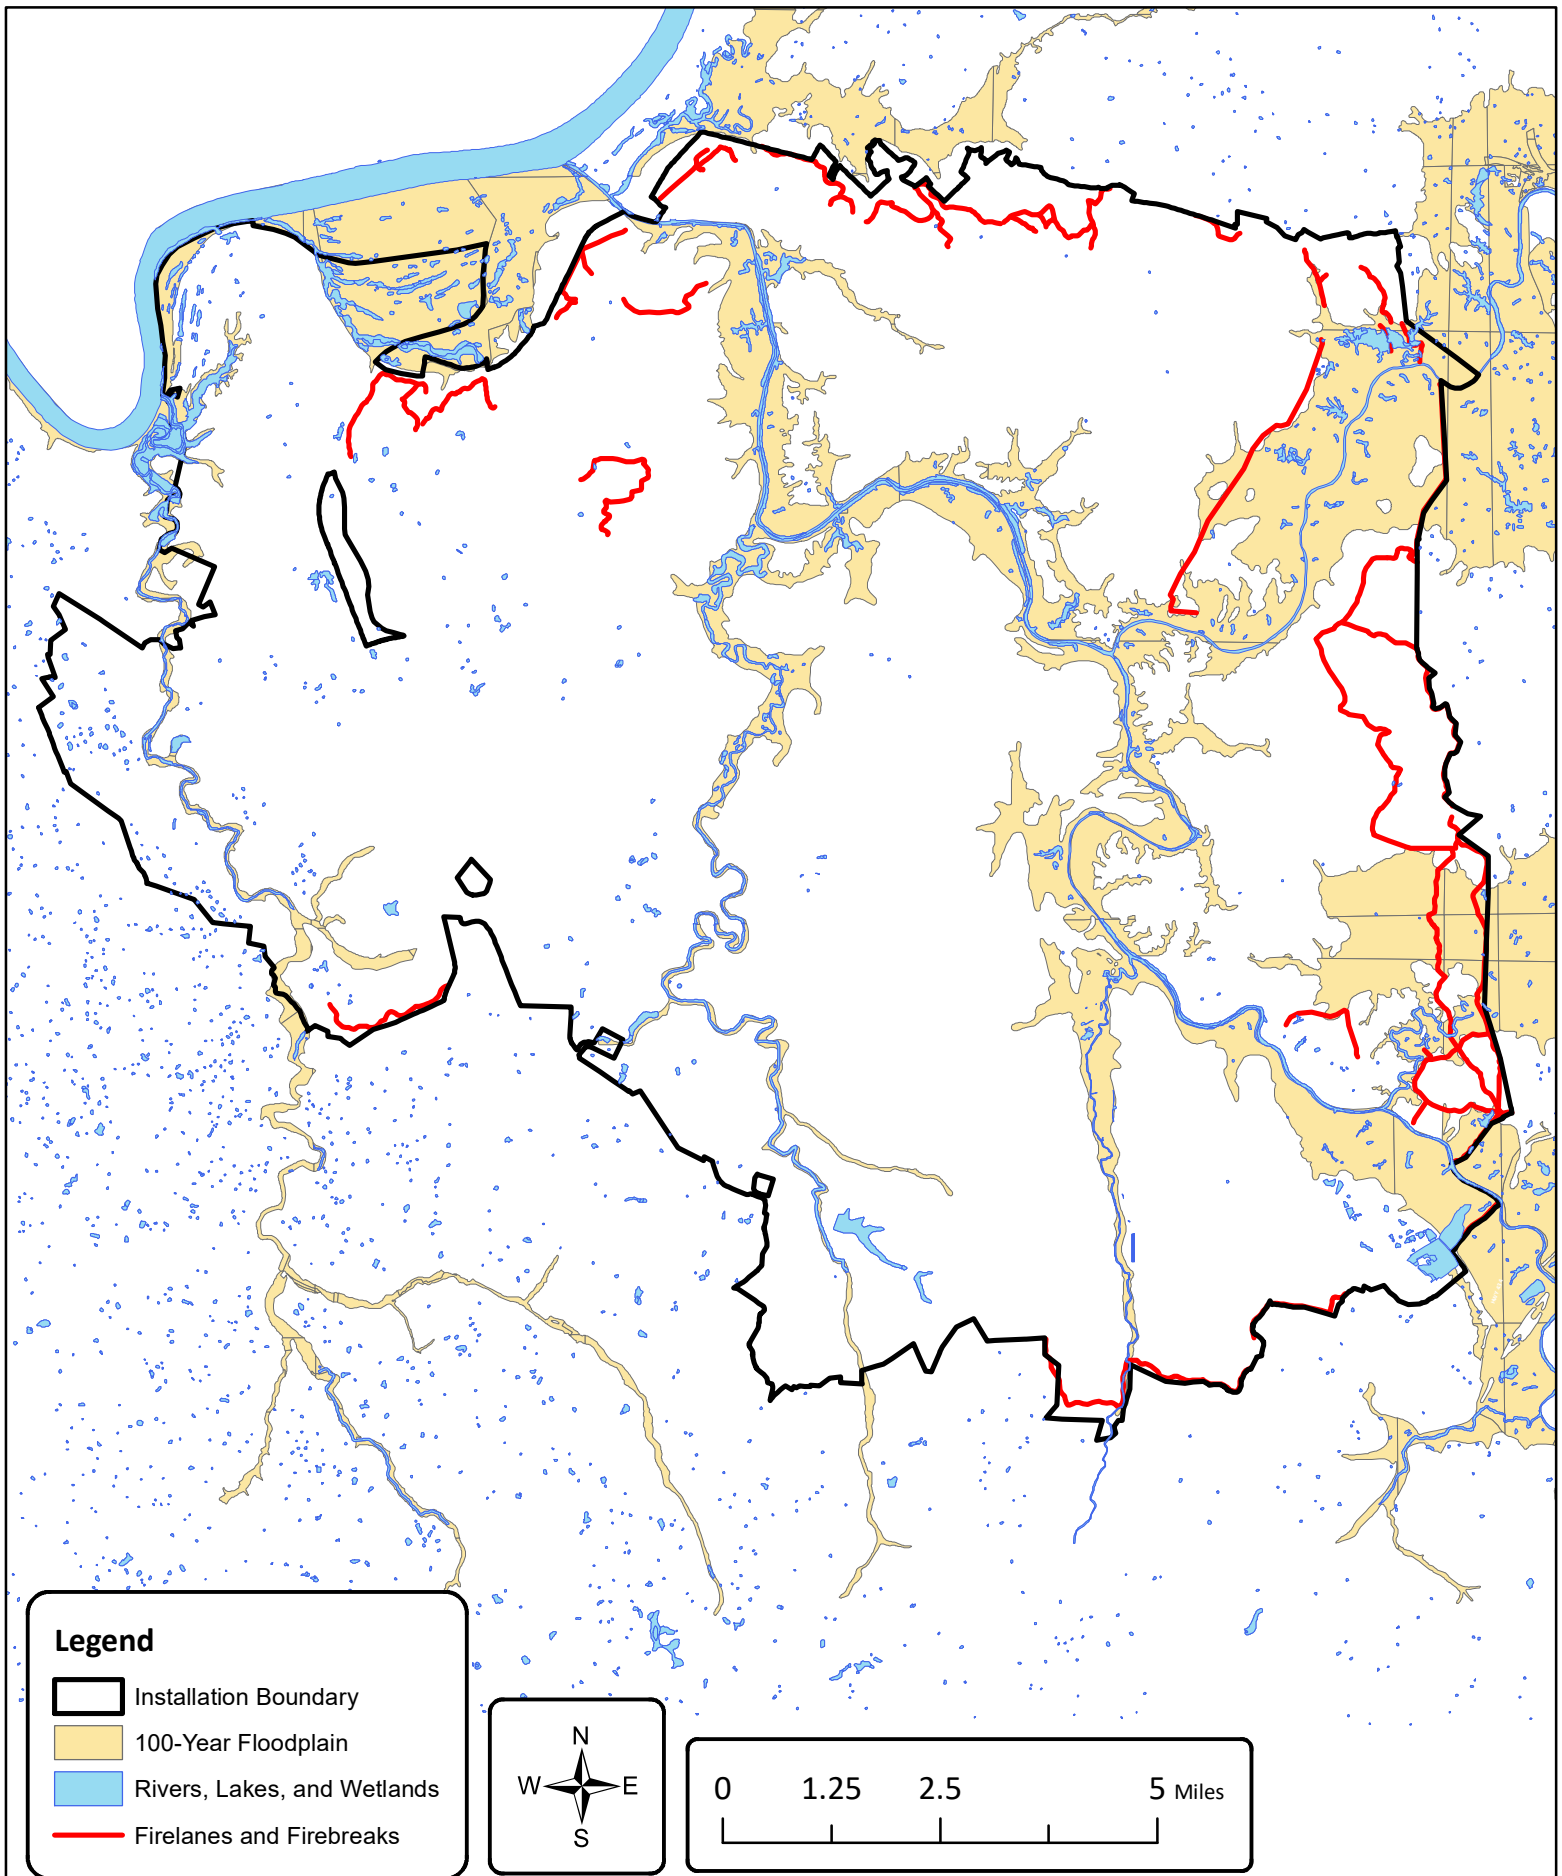 Legend
Installation Boundary
100-Year Floodplain
Rivers, Lakes, and Wetlands
Firelanes and Firebreaks
N
W E
S
0 1.25 2.5 5 Miles